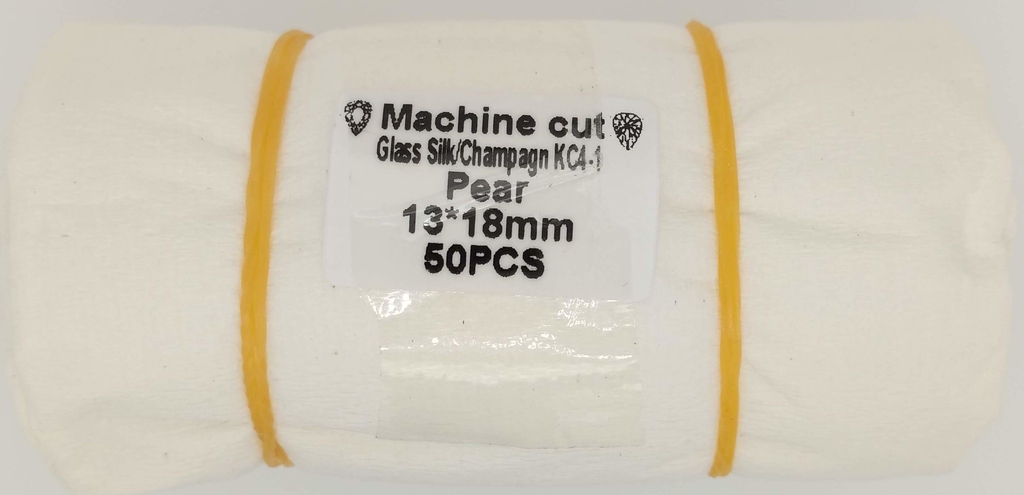 Machine cut
Glass Silk/Champagn KC4-1
Pear
13*18mm
50PCS